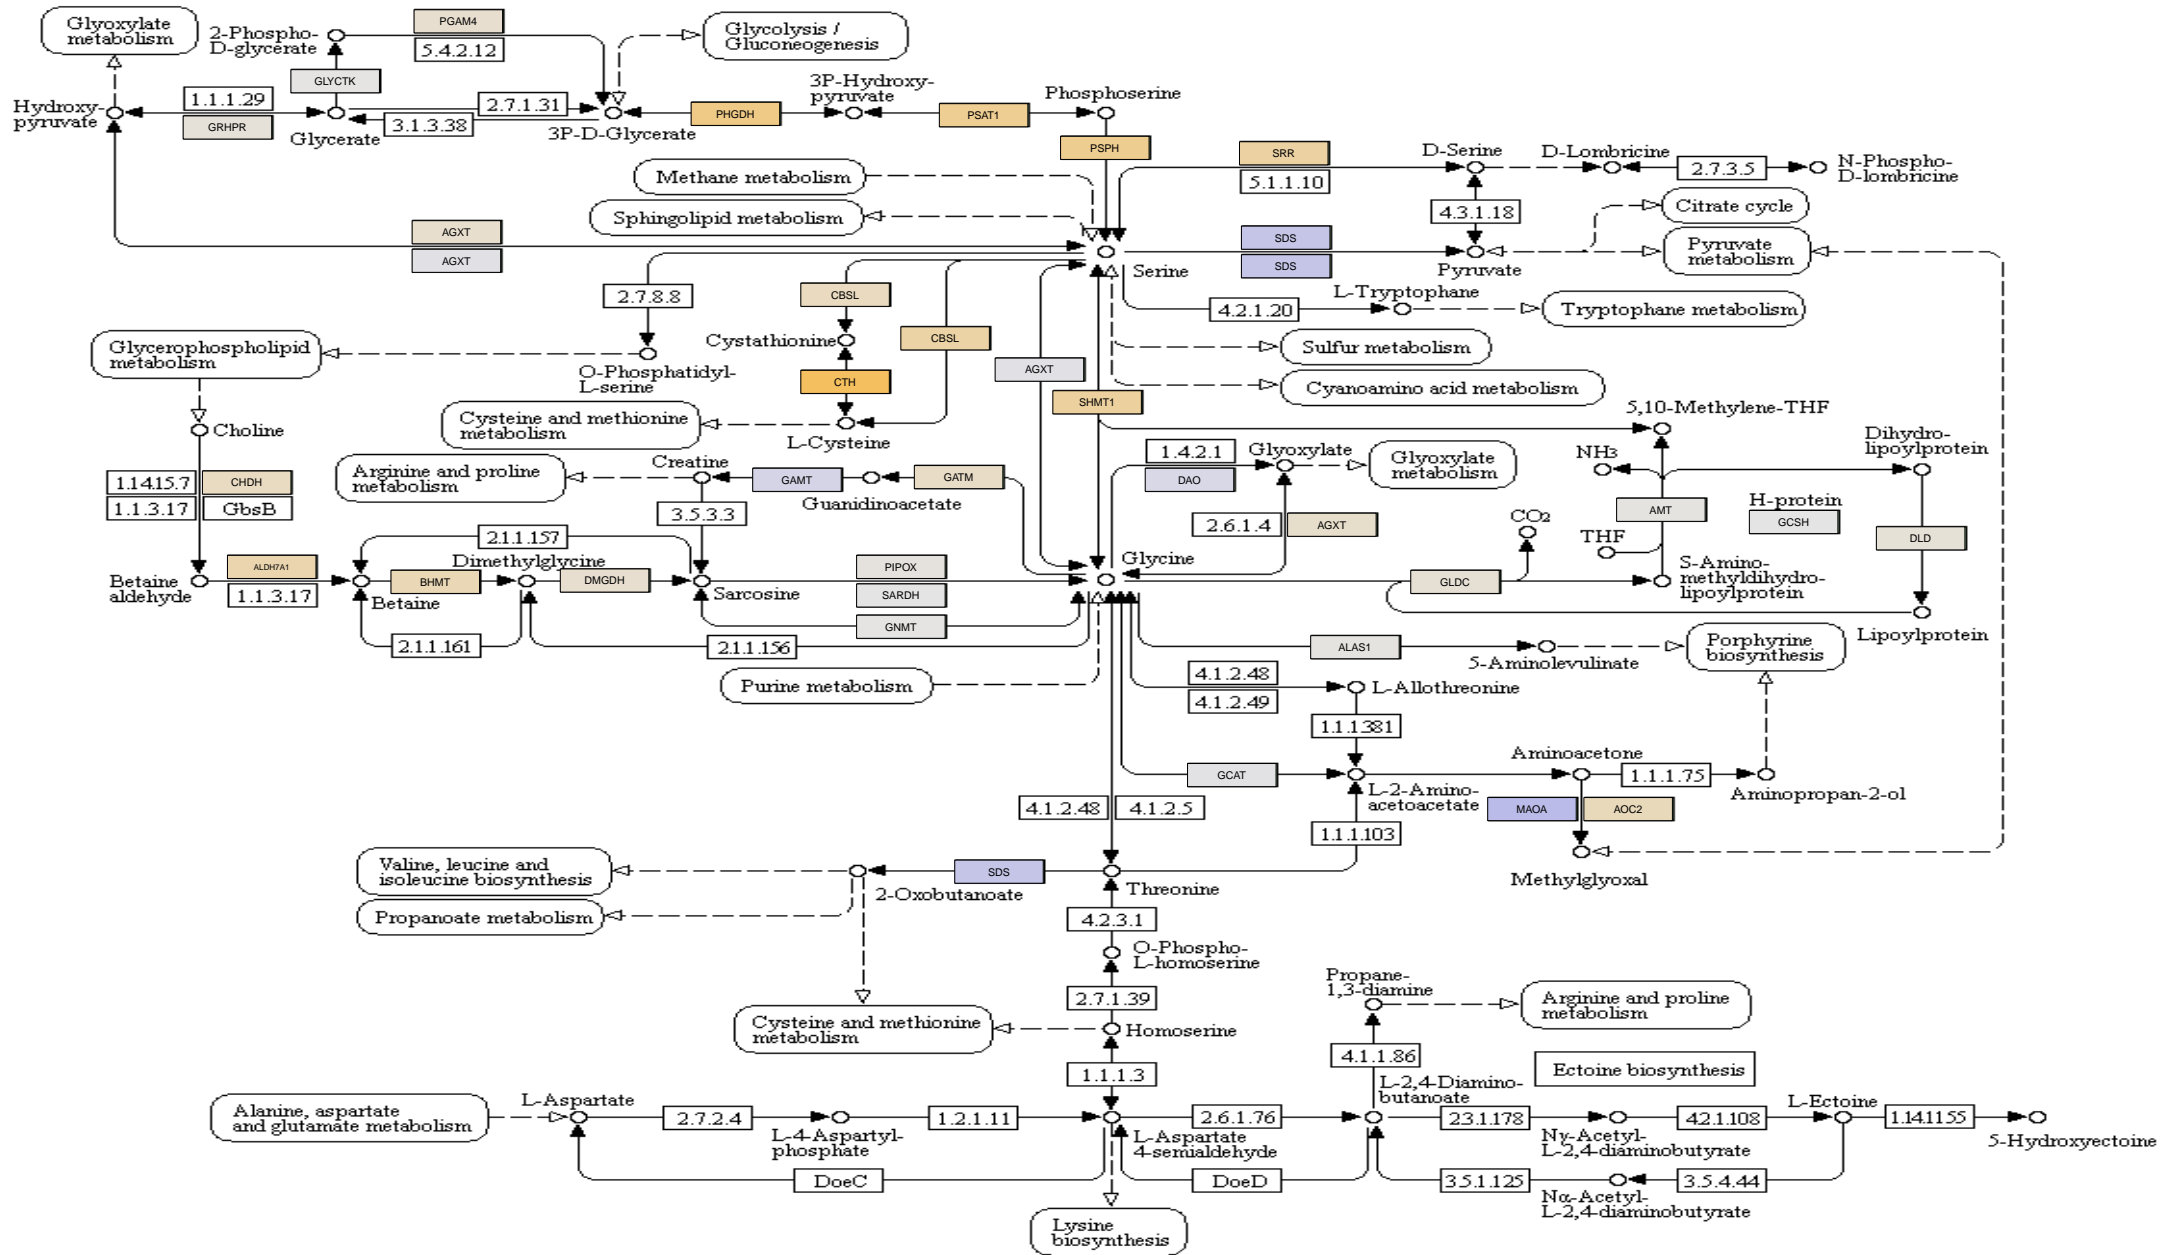 Glyoxylate
metabolism
2-Phospho-
D-glycerate
PGAM4
5.4.2.12
Glycolysis /
Gluconeogenesis
GLYCTK
3P-Hydroxy-
pyruvate
Phosphoserine
Hydroxy-
pyruvate
1.1.1.29
GRHPR
Glycerate
2.7.1.31
3.1.3.38
3P-D-Glycerate
PHGDH
PSAT1
PSPH
SRR
5.1.1.10
D-Serine
D-Lombricine
2.7.3.5
N-Phospho-
D-lombricine
Methane metabolism
Sphingolipid metabolism
4.3.1.18
Citrate cycle
AGXT
AGXT
SDS
SDS
Pyruvate
metabolism
Serine
Pyruvate
2.7.8.8
CBSL
4.2.1.20
L-Tryptophane
Tryptophane metabolism
Glycerophospholipid
metabolism
Cystathionine
CBSL
Sulfur metabolism
O-Phosphatidyl-
L-serine
CTH
AGXT
Cyanoamino acid metabolism
SHMT1
Cysteine and methionine
metabolism
L-Cysteine
5,10-Methylene-THF
Choline
Dihydro-
lipoylprotein
1.4.2.1
Glyoxylate
Glyoxylate
metabolism
NH3
Arginine and proline
metabolism
Creatine
GAMT
GATM
Guanidinoacetate
DAO
1.14.15.7
CHDH
1.1.3.17
GbsB
3.5.3.3
2.6.1.4
AGXT
CO2
AMT
H-protein
GCSH
DLD
2.1.1.157
THF
Dimethylglycine
Glycine
ALDH7A1
PIPOX
Betaine
aldehyde
1.1.3.17
BHMT
Betaine
DMGDH
Sarcosine
SARDH
GLDC
S-Amino-
methyldihydro-
lipoylprotein
GNMT
Lipoylprotein
2.1.1.161
2.1.1.156
ALAS1
5-Aminolevulinate
Porphyrine
biosynthesis
Purine metabolism
4.1.2.48
4.1.2.49
L-Allothreonine
1.1.1.381
Aminoacetone
GCAT
1.1.1.75
L-2-Amino-
acetoacetate
Aminopropan-2-ol
4.1.2.48
4.1.2.5
MAOA
AOC2
1.1.1.103
Valine, leucine and
isoleucine biosynthesis
SDS
2-Oxobutanoate
Threonine
Methylglyoxal
Propanoate metabolism
4.2.3.1
O-Phospho-
L-homoserine
Propane-
1,3-diamine
2.7.1.39
Arginine and proline
metabolism
Cysteine and methionine
metabolism
Homoserine
4.1.1.86
1.1.1.3
Ectoine biosynthesis
L-2,4-Diamino-
butanoate
Alanine, aspartate
and glutamate metabolism
L-Aspartate
2.7.2.4
L-4-Aspartyl-
phosphate
1.2.1.11
L-Aspartate
4-semialdehyde
2.6.1.76
2.3.1.178
Nγ-Acetyl-
L-2,4-diaminobutyrate
4.2.1.108
L-Ectoine
1.14.11.55
5-Hydroxyectoine
DoeC
DoeD
3.5.1.125
3.5.4.44
Nα-Acetyl-
L-2,4-diaminobutyrate
Lysine
biosynthesis